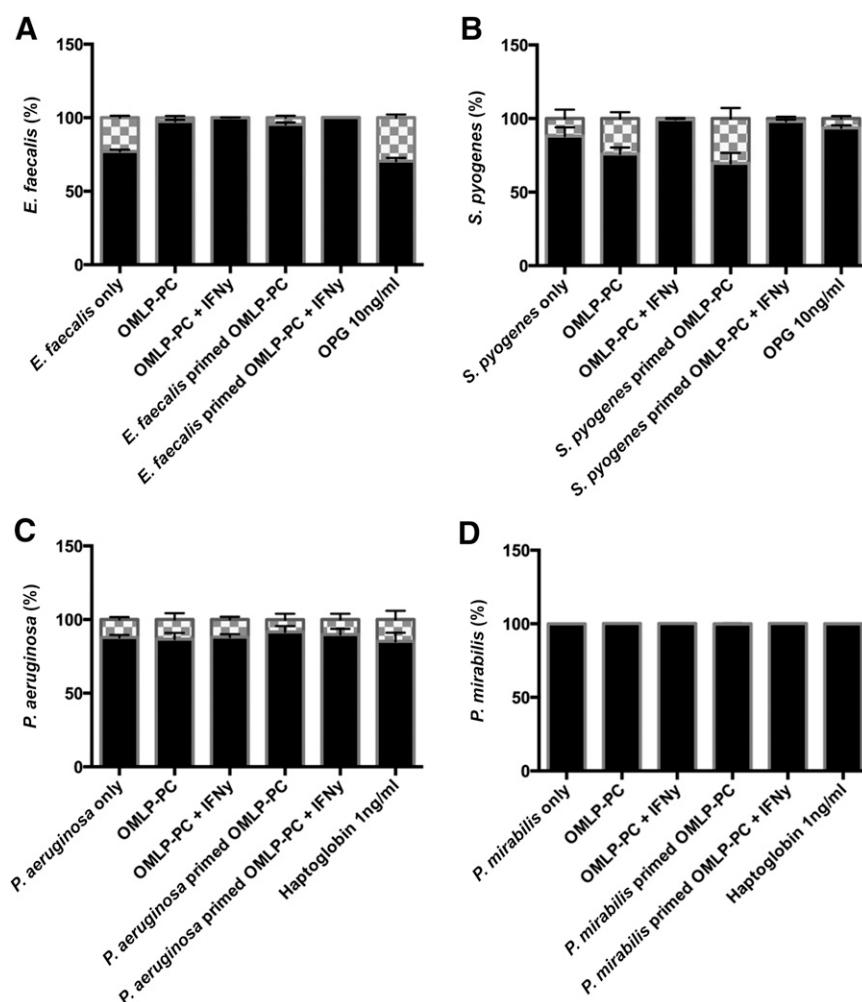 A
150
100
50
0
E. faecalis (%)
E. faecalis only
OMLP-PC
OMLP-PC + IFNy
E. faecalis primed OMLP-PC
E. faecalis primed OMLP-PC + IFNy
OPG 10ng/ml
B
150
100
50
0
S. pyogenes (%)
S. pyogenes only
OMLP-PC
OMLP-PC + IFNy
S. pyogenes primed OMLP-PC
S. pyogenes primed OMLP-PC + IFNy
OPG 10ng/ml
C
150
100
50
0
P. aeruginosa (%)
P. aeruginosa only
OMLP-PC
OMLP-PC + IFNy
P. aeruginosa primed OMLP-PC
P. aeruginosa primed OMLP-PC + IFNy
Haptoglobin 1ng/ml
D
150
100
50
0
P. mirabilis (%)
P. mirabilis only
OMLP-PC
OMLP-PC + IFNy
P. mirabilis primed OMLP-PC
P. mirabilis primed OMLP-PC + IFNy
Haptoglobin 1ng/ml